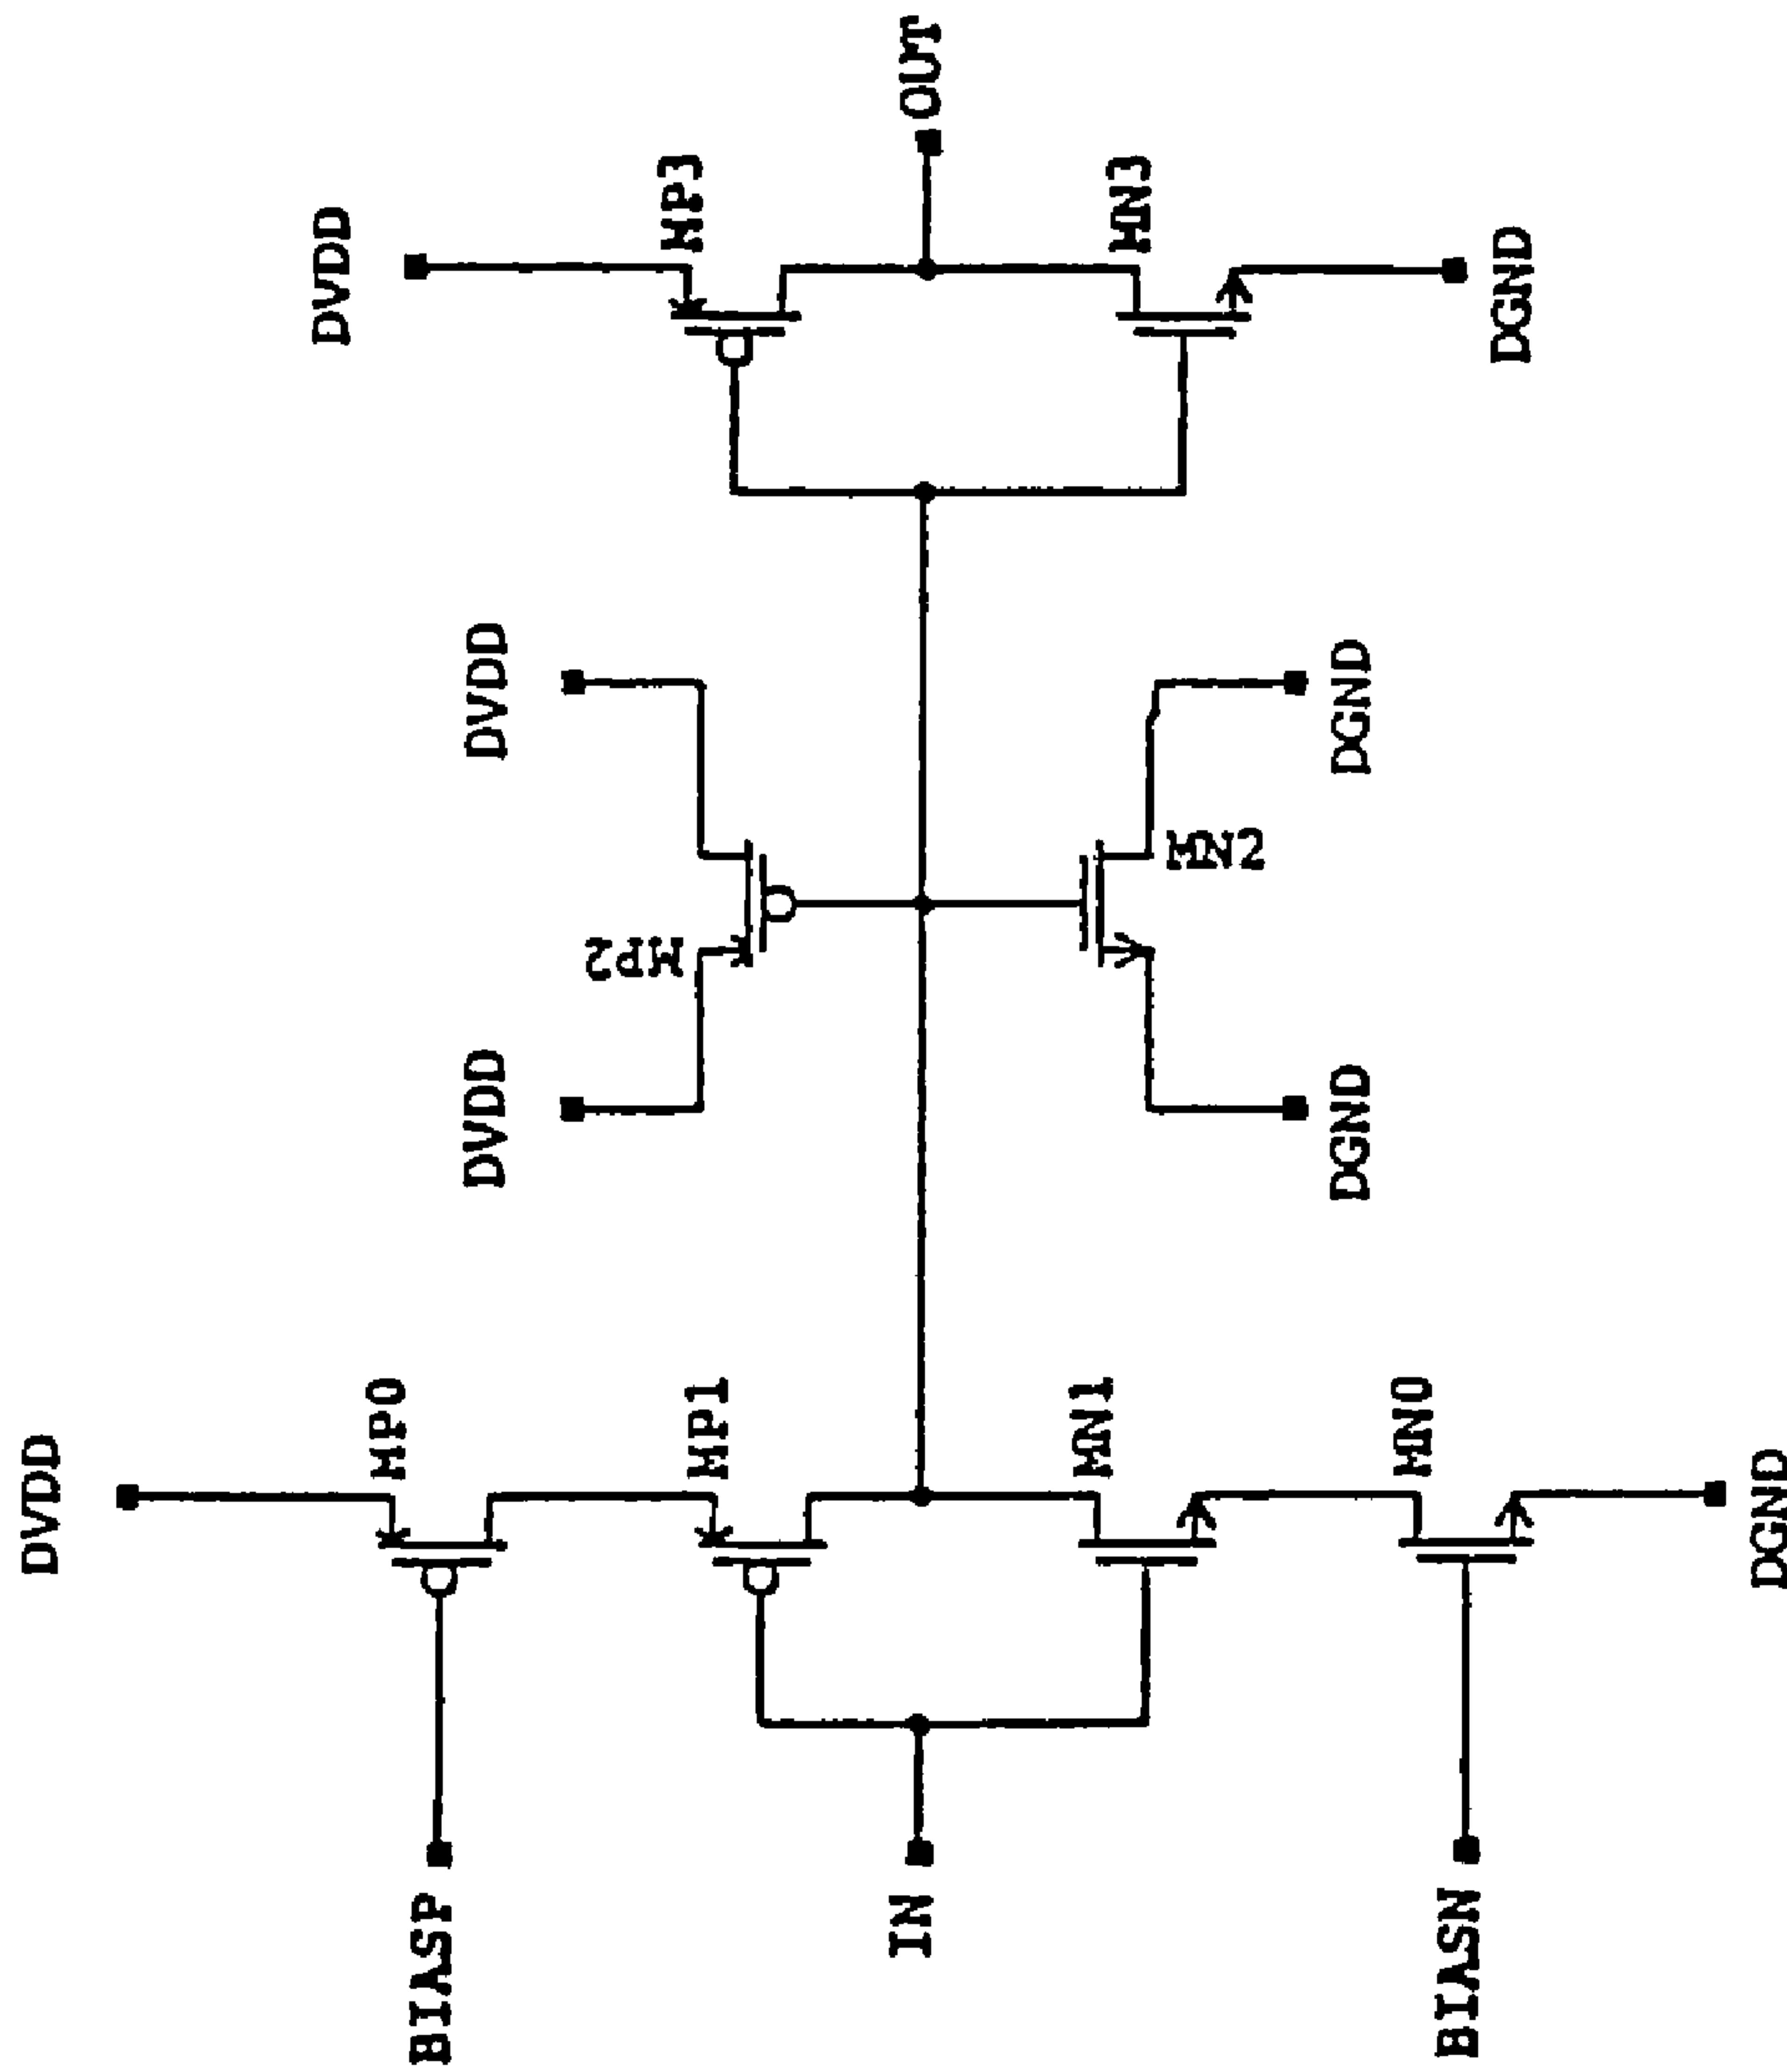 DVDD
MP0
BIASP
MP1
IN
MN1
MN0
BIASN
DGND
DVDD
MP2
DVDD
DGND
MN2
DGND
DVDD
MP3
OUT
MN3
DGND